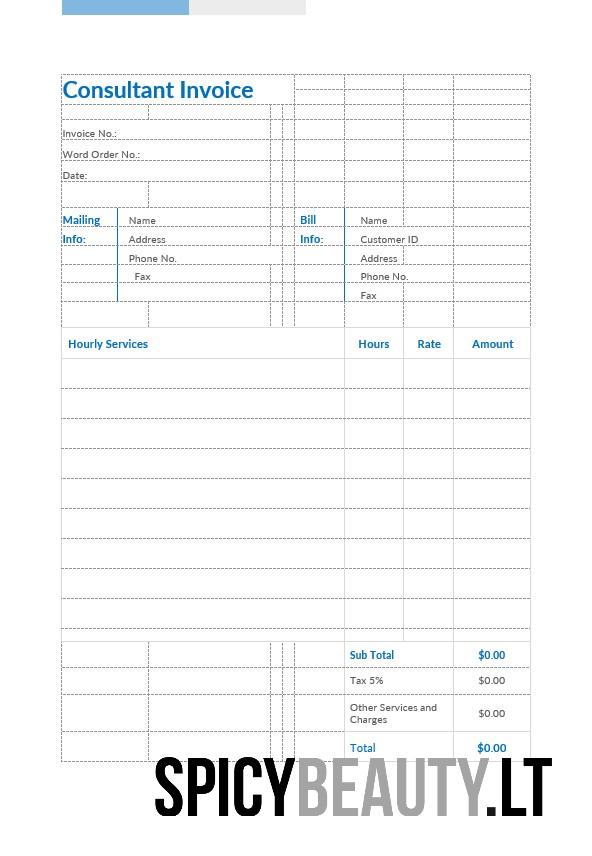 Consultant Invoice
Invoice No.:
Word Order No.:
Date:
Mailing Info:
Name
Address
Phone No.
Fax
Bill Info:
Name
Customer ID
Address
Phone No.
Fax
Hourly Services Hours Rate Amount
Sub Total $0.00
Tax 5% $0.00
Other Services and
Charges $0.00
Total $0.00
SPICYBEAUTY.LT